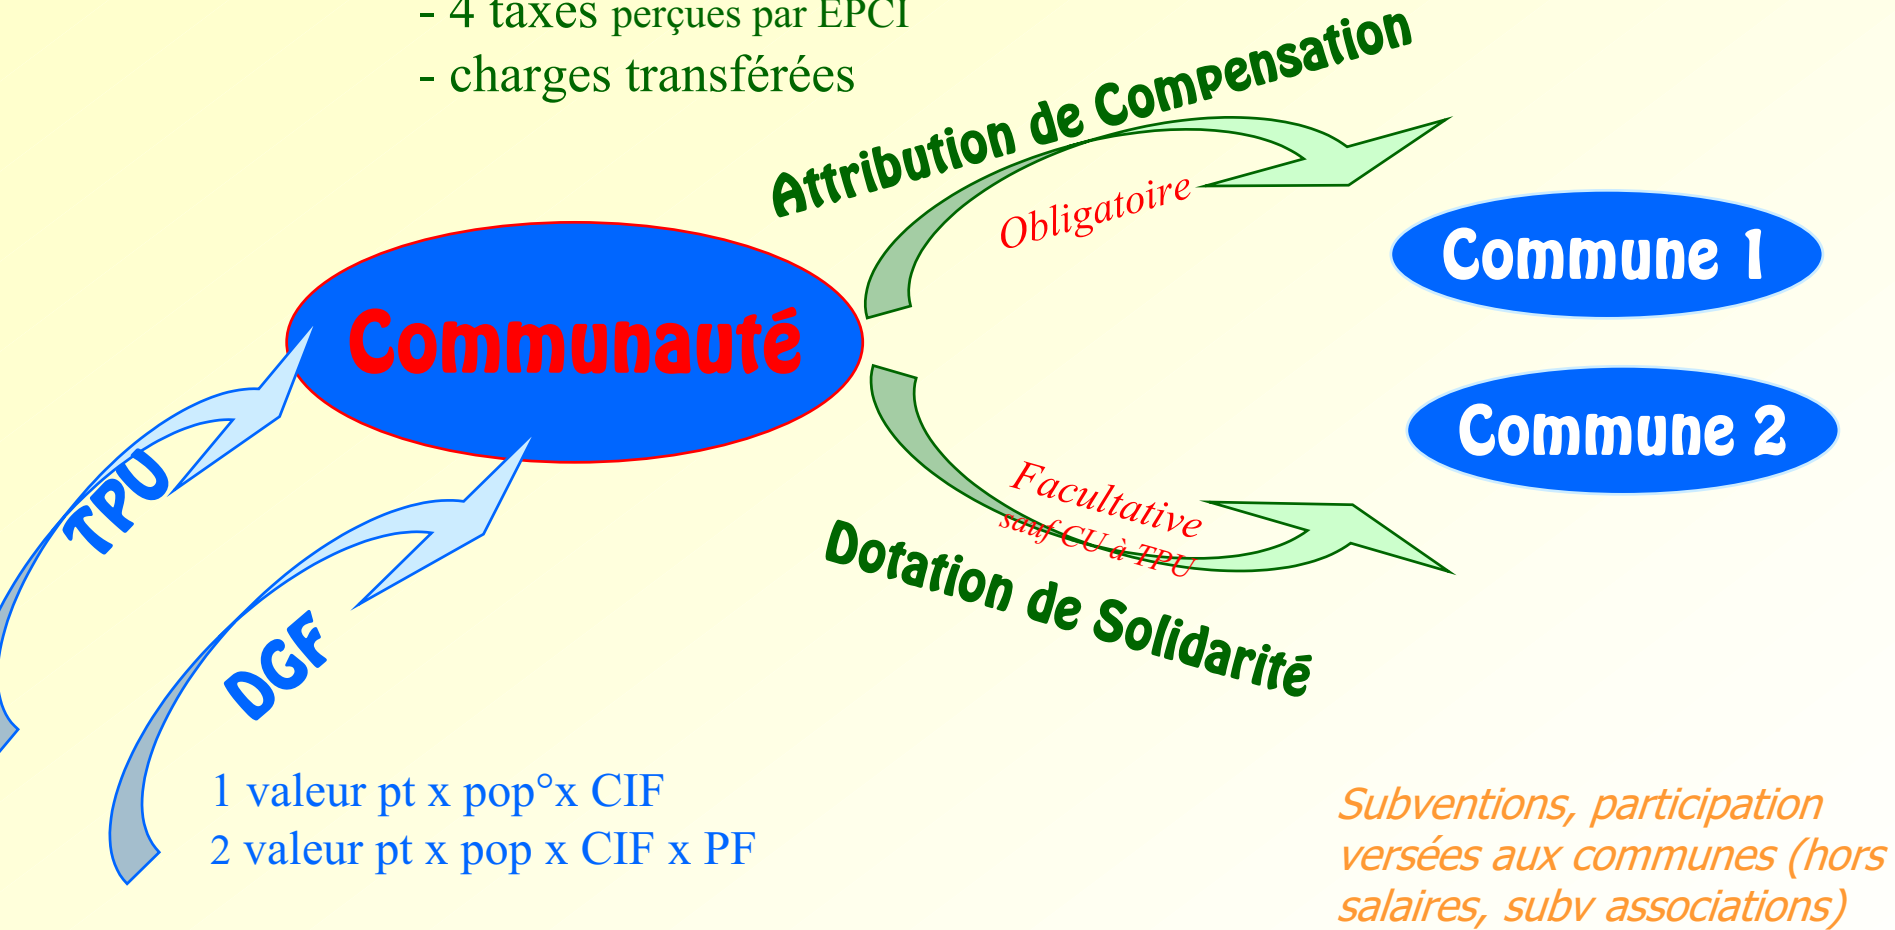 - 4 taxes perçues par EPCI
- charges transférées
Attribution de Compensation
Obligatoire
Commune 1
Communauté
Commune 2
TPU
Facultative
sauf CU à TPU
Dotation de Solidarité
DGF
1 valeur pt x pop°x CIF
2 valeur pt x pop x CIF x PF
Subventions, participation
versées aux communes (hors
salaires, subv associations)